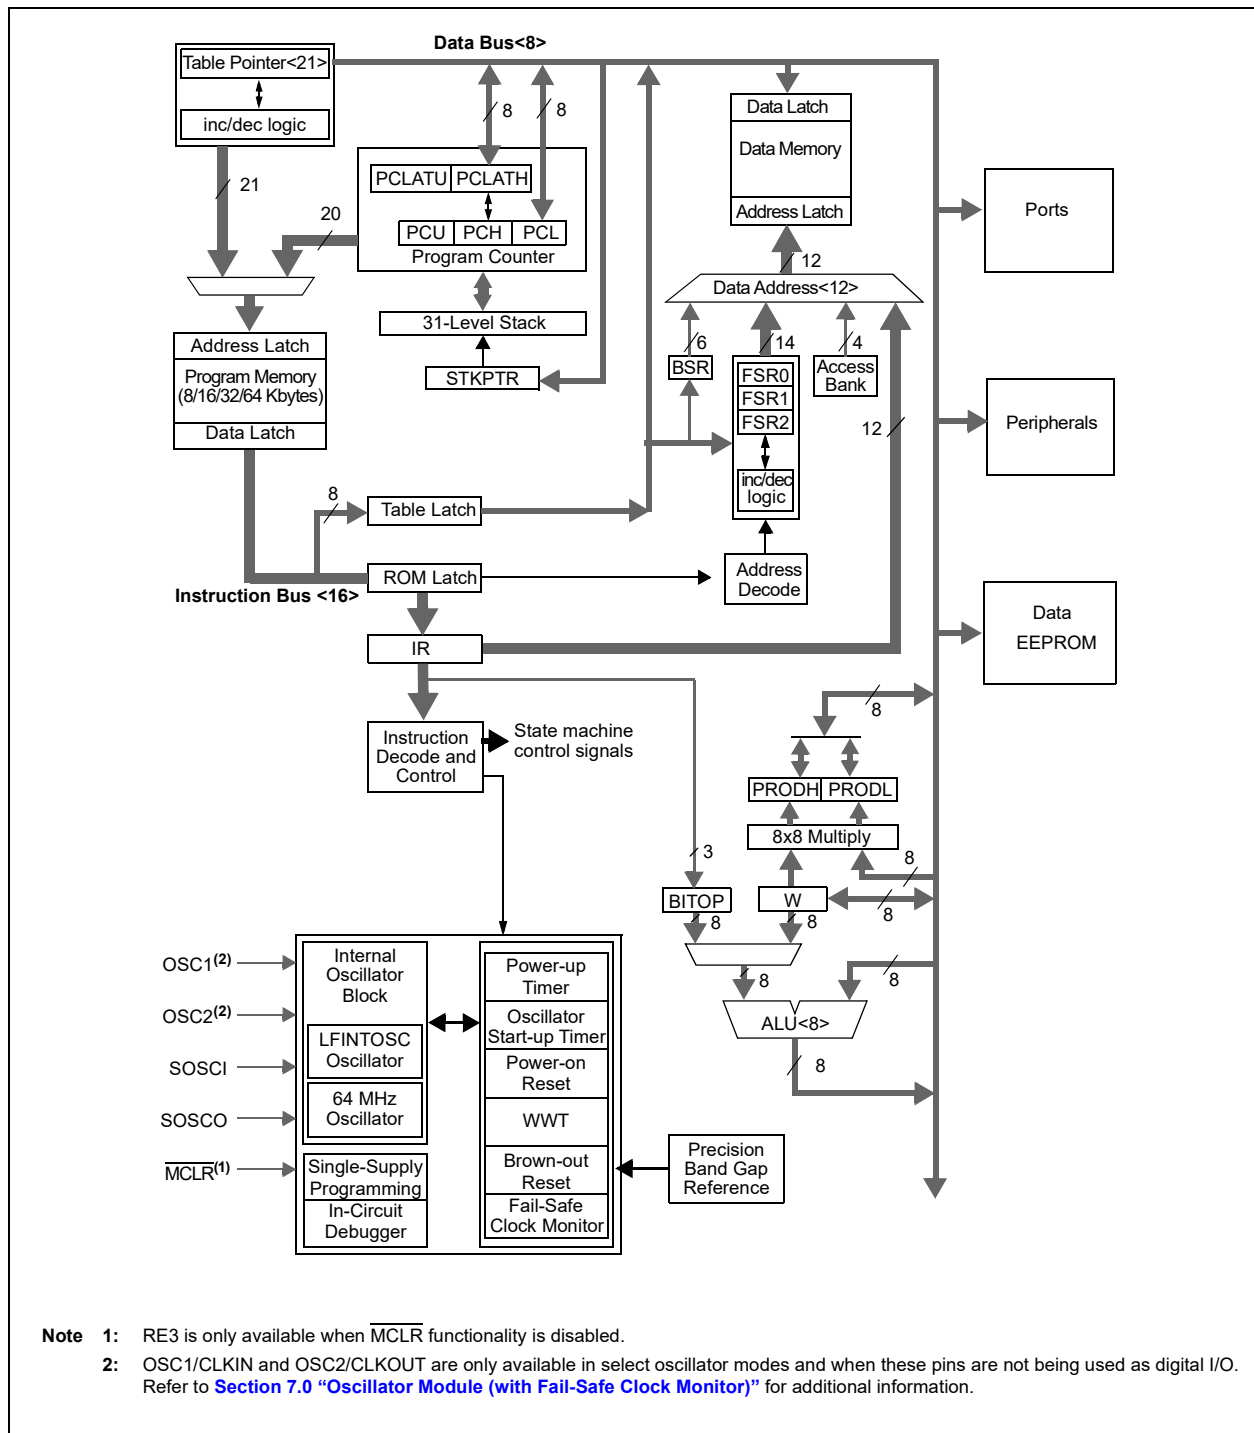 Data Bus<8>
Table Pointer<21>
inc/dec logic
21
20
8
8
PCLATU PCLATH
PCU PCH PCL
Program Counter
31-Level Stack
STKPTR
Address Latch
Program Memory
(8/16/32/64 Kbytes)
Data Latch
Data Latch
Data Memory
Address Latch
12
Data Address<12>
6
14
4
BSR
FSR0
FSR1
FSR2
inc/dec
logic
Access
Bank
12
Address
Decode
Ports
Peripherals
Data
EEPROM
8
Table Latch
ROM Latch
Instruction Bus <16>
IR
Instruction
Decode and
Control
State machine
control signals
8
PRODH PRODL
8x8 Multiply
3
8
BITOP
W
8
8
8
8
8
ALU<8>
8
OSC1(2)
OSC2(2)
SOSCI
SOSCO
MCLR(1)
Internal
Oscillator
Block
LFINTOSC
Oscillator
64 MHz
Oscillator
Single-Supply
Programming
In-Circuit
Debugger
Power-up
Timer
Oscillator
Start-up Timer
Power-on
Reset
WWT
Brown-out
Reset
Fail-Safe
Clock Monitor
Precision
Band Gap
Reference
Note 1: RE3 is only available when MCLR functionality is disabled.
2: OSC1/CLKIN and OSC2/CLKOUT are only available in select oscillator modes and when these pins are not being used as digital I/O.
Refer to Section 7.0 “Oscillator Module (with Fail-Safe Clock Monitor)” for additional information.